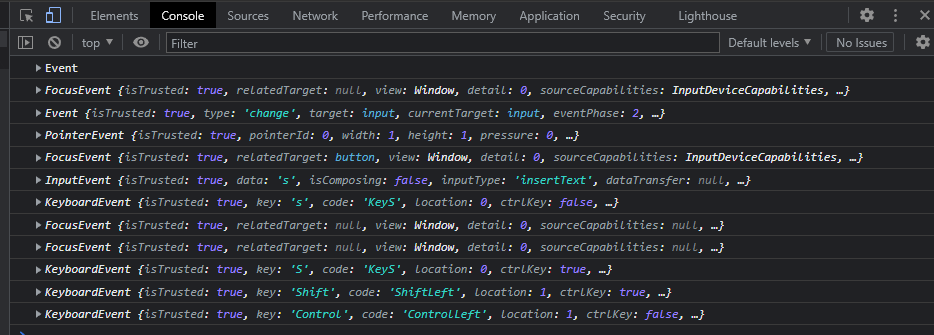 Elements Console Sources Network Performance Memory Application Security Lighthouse
top Filter Default levels No Issues
Event
FocusEvent {isTrusted: true, relatedTarget: null, view: Window, detail: 0, sourceCapabilities: InputDeviceCapabilities, …}
Event {isTrusted: true, type: 'change', target: input, currentTarget: input, eventPhase: 2, …}
PointerEvent {isTrusted: true, pointerId: 0, width: 1, height: 1, pressure: 0, …}
FocusEvent {isTrusted: true, relatedTarget: button, view: Window, detail: 0, sourceCapabilities: InputDeviceCapabilities, …}
InputEvent {isTrusted: true, data: 's', isComposing: false, inputType: 'insertText', dataTransfer: null, …}
KeyboardEvent {isTrusted: true, key: 's', code: 'KeyS', location: 0, ctrlKey: false, …}
FocusEvent {isTrusted: true, relatedTarget: null, view: Window, detail: 0, sourceCapabilities: null, …}
FocusEvent {isTrusted: true, relatedTarget: null, view: Window, detail: 0, sourceCapabilities: null, …}
KeyboardEvent {isTrusted: true, key: 'S', code: 'KeyS', location: 0, ctrlKey: true, …}
KeyboardEvent {isTrusted: true, key: 'Shift', code: 'ShiftLeft', location: 1, ctrlKey: true, …}
KeyboardEvent {isTrusted: true, key: 'Control', code: 'ControlLeft', location: 1, ctrlKey: false, …}